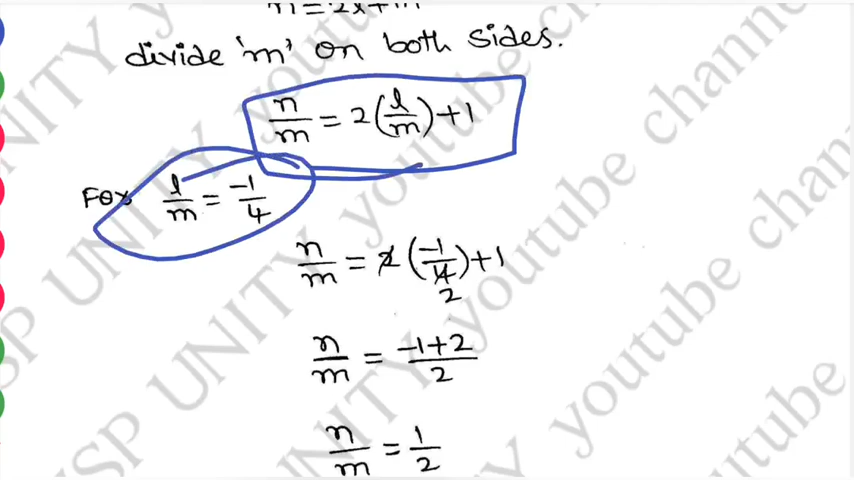 n = 2l + m
divide 'm' on both sides.
n/m = 2(l/m) + 1
For l/m = -1/4
n/m = 2(-1/4) + 1
2
n/m = -1+2/2
n/m = 1/2
SP UNITY youtube channel